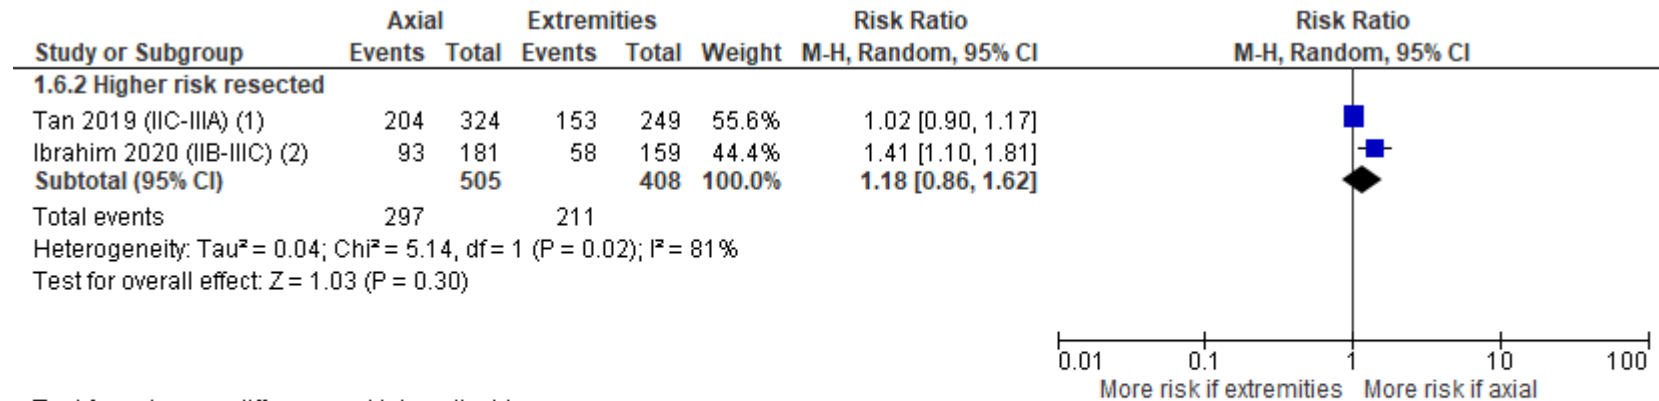 Axial Extremities Risk Ratio Risk Ratio
Study or Subgroup Events Total Events Total Weight M-H, Random, 95% CI M-H, Random, 95% CI
1.6.2 Higher risk resected
Tan 2019 (IIC-IIIA) (1) 204 324 153 249 55.6% 1.02 [0.90, 1.17]
Ibrahim 2020 (IIB-IIIC) (2) 93 181 58 159 44.4% 1.41 [1.10, 1.81]
Subtotal (95% CI) 505 408 100.0% 1.18 [0.86, 1.62]
Total events 297 211
Heterogeneity: Tau² = 0.04; Chi² = 5.14, df = 1 (P = 0.02); I² = 81%
Test for overall effect: Z = 1.03 (P = 0.30)
0.01 0.1 1 10 100
More risk if extremities More risk if axial